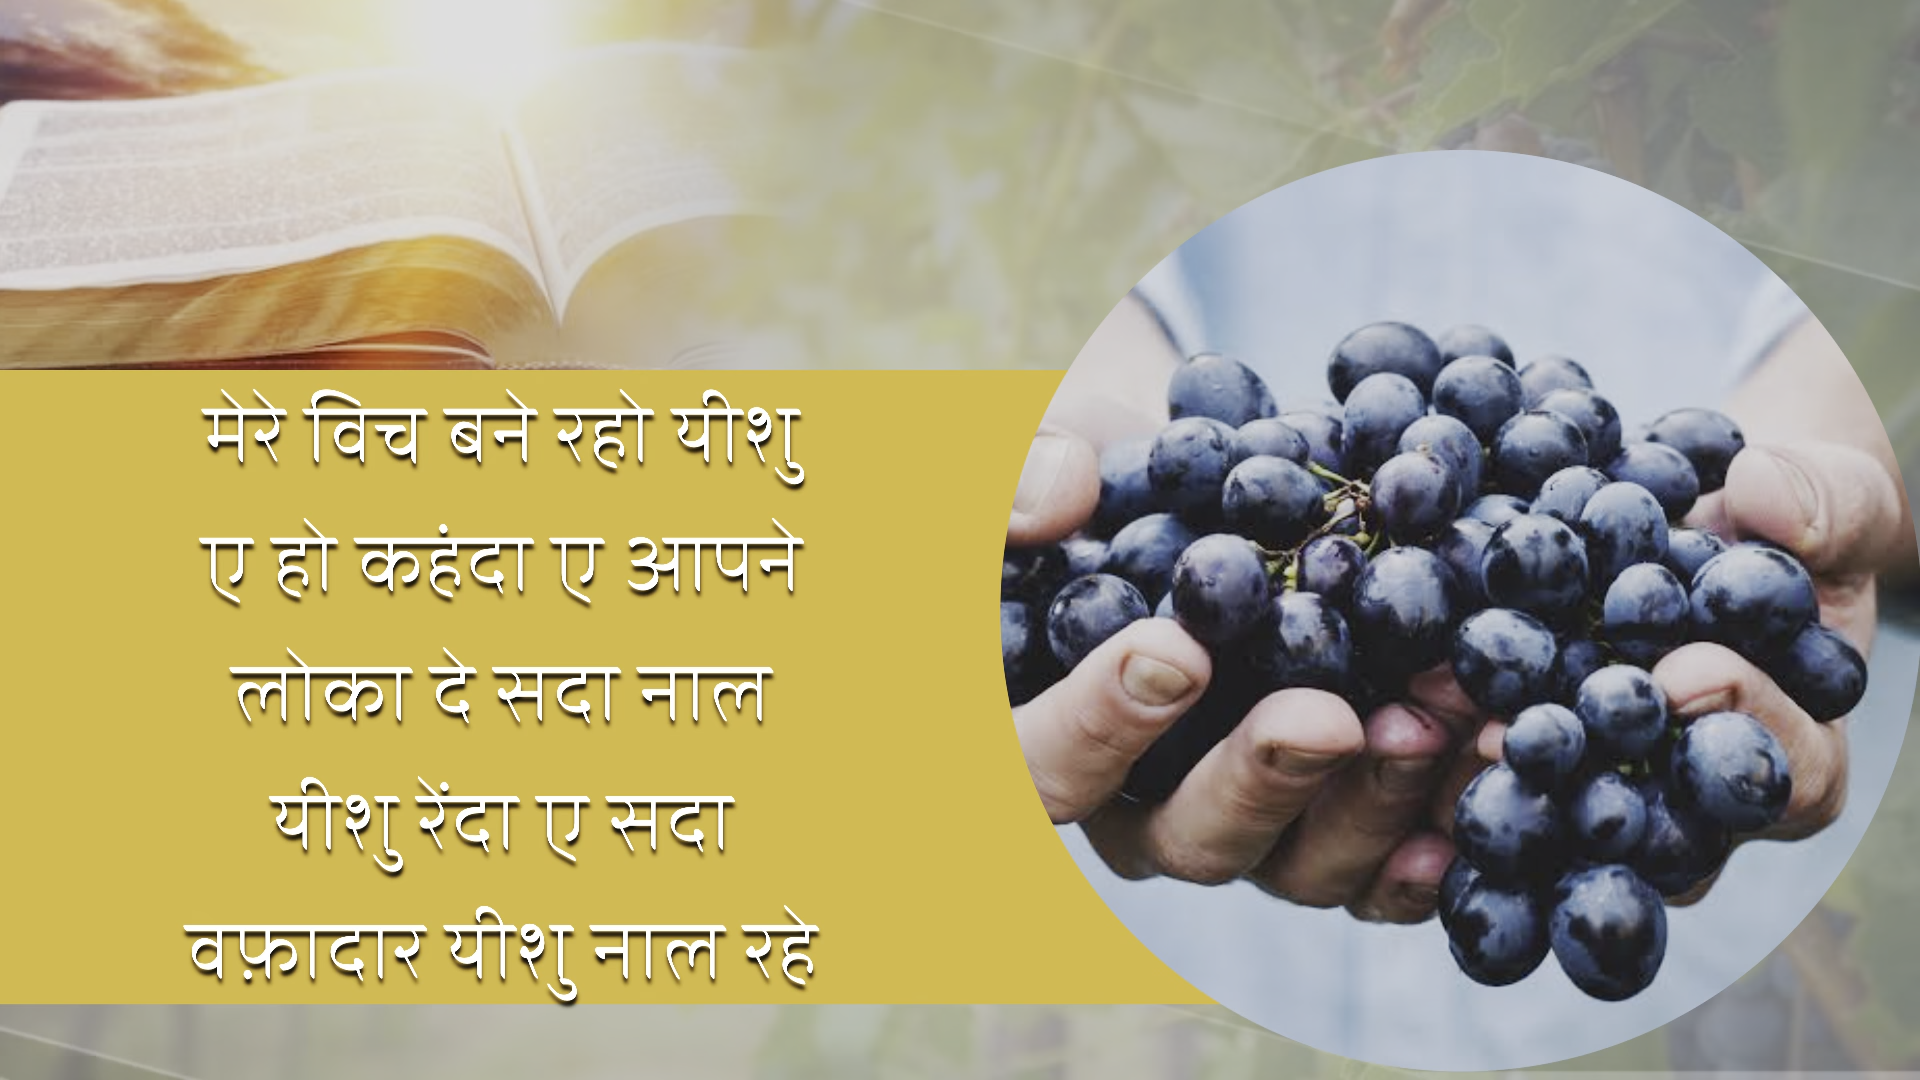 मेरे विच बने रहो यीशु
ए हो कहंदा ए आपने
लोका दे सदा नाल
यीशु रेंदा ए सदा
वफ़ादार यीशु नाल रहे